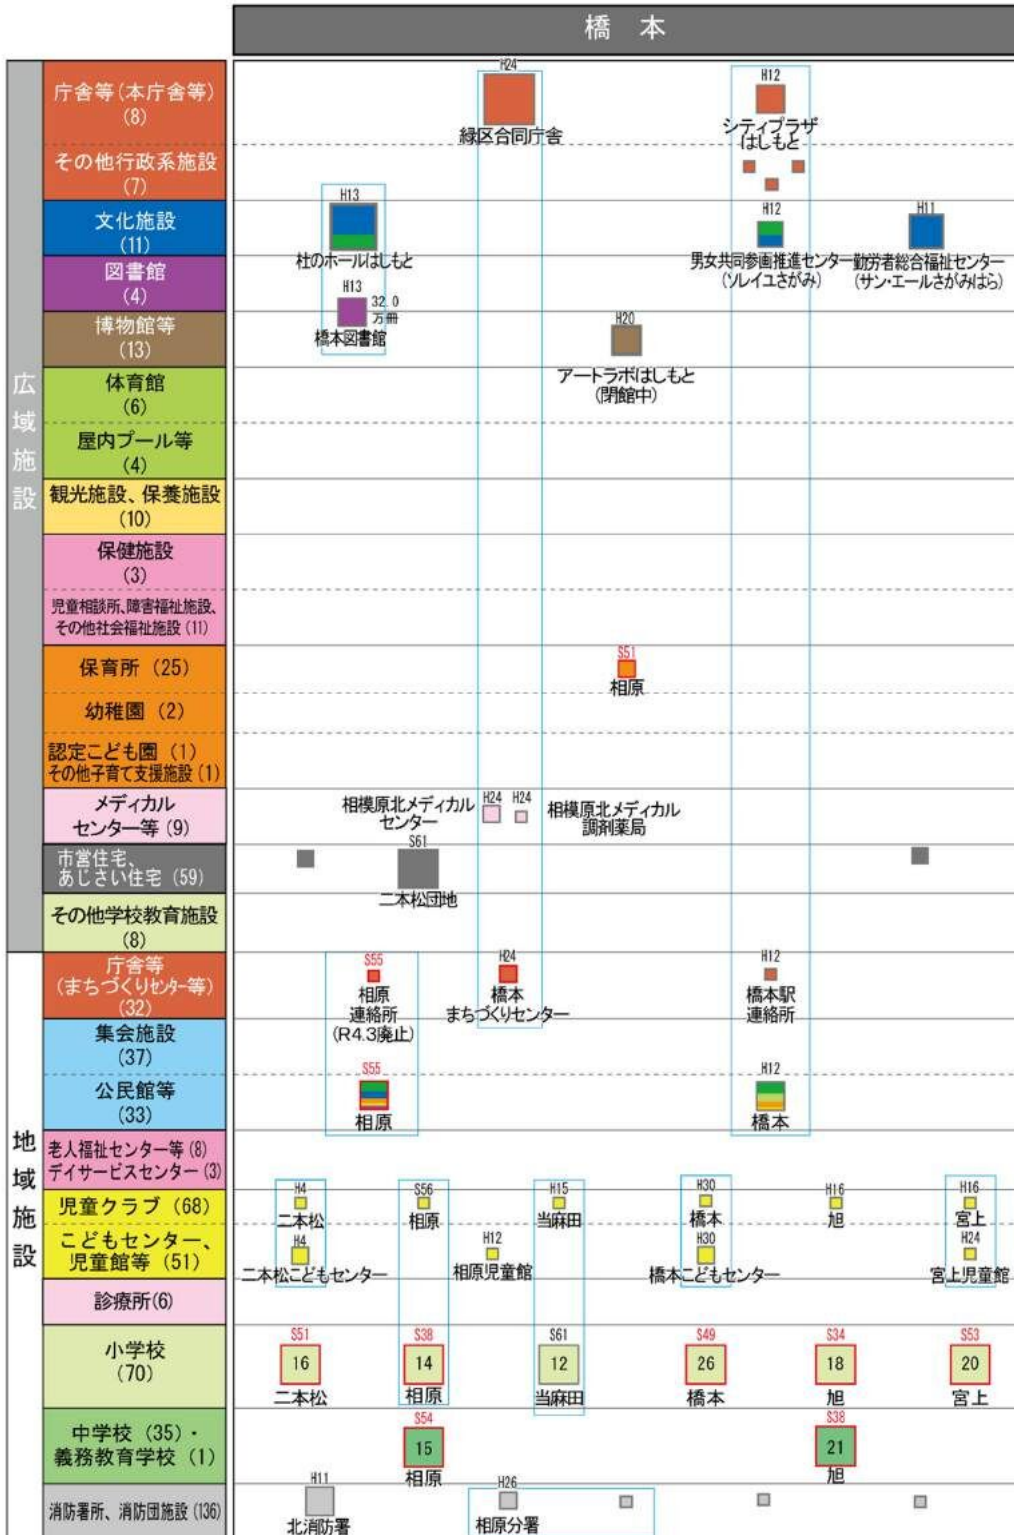 橋 本
広域施設
庁舎等(本庁舎等)
(8)
H24
緑区合同庁舎
H12
シティプラザ
はしもと
その他行政系施設
(7)
文化施設
(11)
H13
杜のホールはしもと
H12
男女共同参画推進センター
(ソレイユさがみ)
H11
勤労者総合福祉センター
(サン・エールさがみはら)
図書館
(4)
H13
32.0
万冊
橋本図書館
博物館等
(13)
H20
アートラボはしもと
(閉館中)
体育館
(6)
屋内プール等
(4)
観光施設、保養施設
(10)
保健施設
(3)
児童相談所、障害福祉施設、
その他社会福祉施設(11)
保育所 (25)
S51
相原
幼稚園 (2)
認定こども園 (1)
その他子育て支援施設(1)
メディカル
センター等(9)
相模原北メディカル
センター
H24
H24
相模原北メディカル
調剤薬局
市営住宅、
あじさい住宅(59)
S61
二本松団地
その他学校教育施設
(8)
地域施設
庁舎等
(まちづくりセンター等)
(32)
S55
相原
連絡所
(R4.3廃止)
H24
橋本
まちづくりセンター
H12
橋本駅
連絡所
集会施設
(37)
公民館等
(33)
S55
相原
H12
橋本
老人福祉センター等(8)
デイサービスセンター(3)
児童クラブ(68)
H4
二本松
S56
相原
H15
当麻田
H30
橋本
H16
旭
H16
宮上
こどもセンター、
児童館等(51)
H4
二本松こどもセンター
H12
相原児童館
H30
橋本こどもセンター
H24
宮上児童館
診療所(6)
小学校
(70)
S51
16
二本松
S38
14
相原
S61
12
当麻田
S49
26
橋本
S34
18
旭
S53
20
宮上
中学校(35)・
義務教育学校(1)
S54
15
相原
S38
21
旭
消防署所、消防団施設(136)
H11
北消防署
H26
相原分署